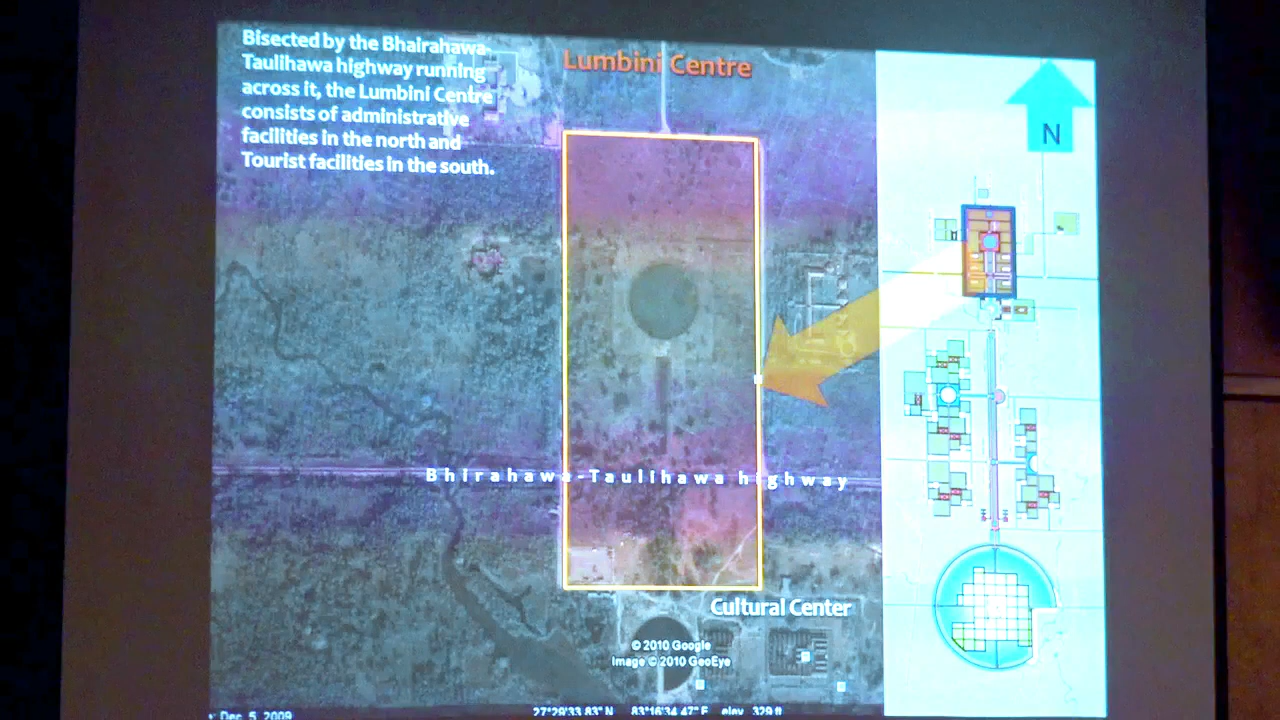 Bisected by the Bhairahawa-
Taulihawa highway running
across it, the Lumbini Centre
consists of administrative
facilities in the north and
Tourist facilities in the south.
Lumbini Centre
N
Bhirahawa-Taulihawa highway
Cultural Center
© 2010 Google
Image © 2010 GeoEye
Dec 5, 2009
27°29'33.83" N 83°16'34.47" E elev 329 ft